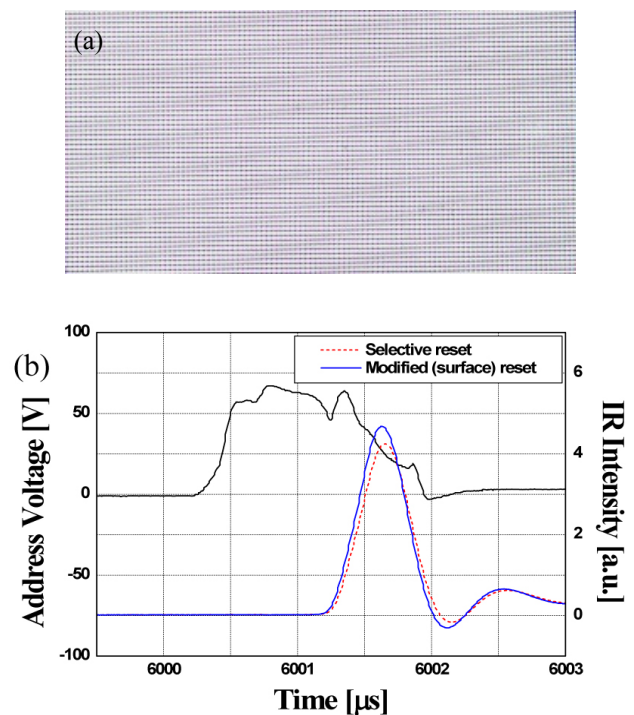 (a)
(b)
100
50
0
-50
-100
Address Voltage [V]
Selective reset
Modified (surface) reset
6
4
2
0
IR Intensity [a.u.]
6000
6001
6002
6003
Time [μs]